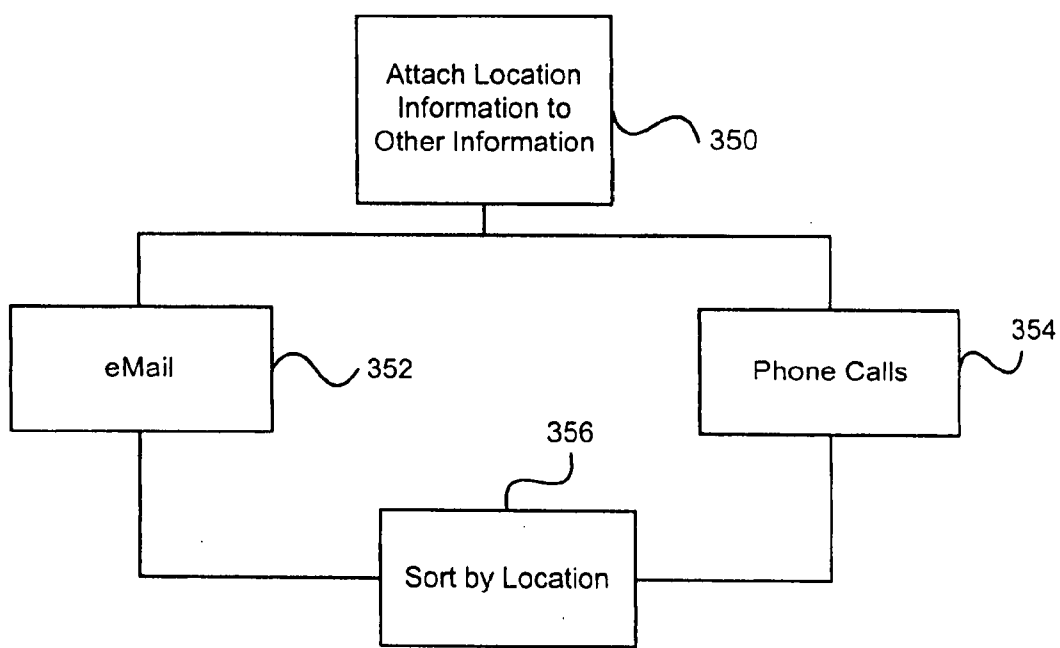 Attach Location
Information to
Other Information
350
eMail
352
354
Phone Calls
356
Sort by Location